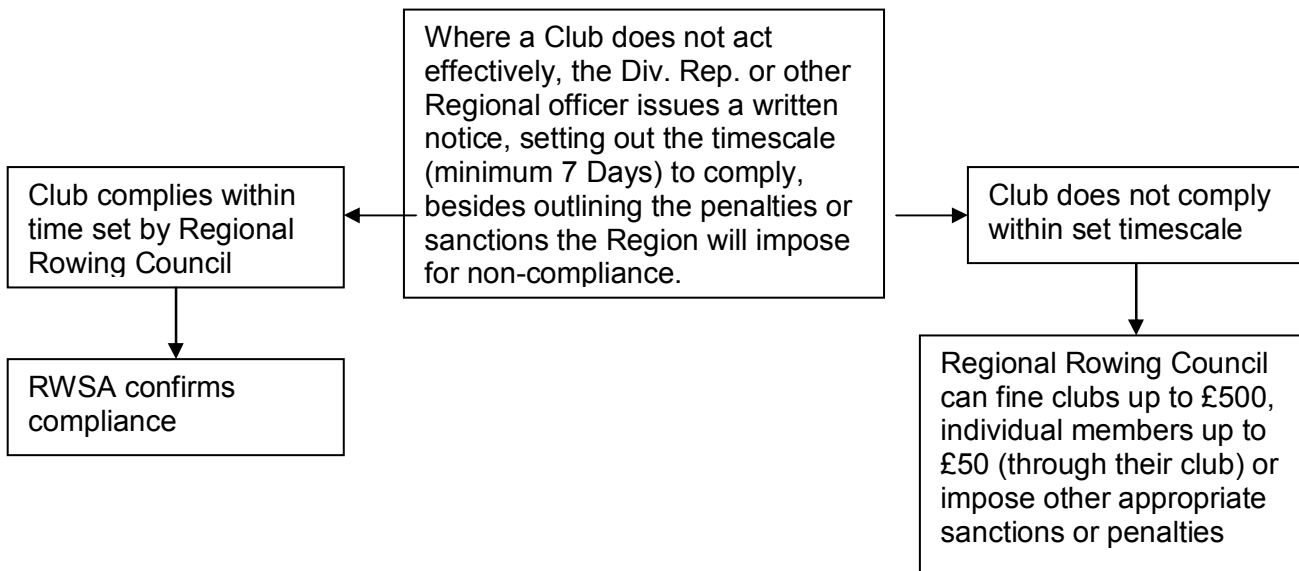 Where a Club does not act
effectively, the Div. Rep. or other
Regional officer issues a written
notice, setting out the timescale
(minimum 7 Days) to comply,
besides outlining the penalties or
sanctions the Region will impose
for non-compliance.
Club complies within
time set by Regional
Rowing Council
Club does not comply
within set timescale
RWSA confirms
compliance
Regional Rowing Council
can fine clubs up to £500,
individual members up to
£50 (through their club) or
impose other appropriate
sanctions or penalties